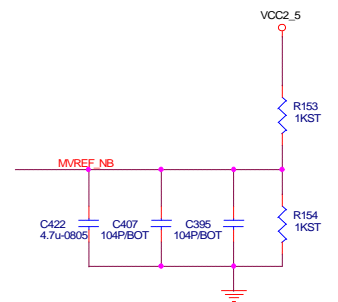 VCC2_5
R153
1KST
MVREF_NB
C422
4.7u-0805
C407
104P/BOT
C395
104P/BOT
R154
1KST